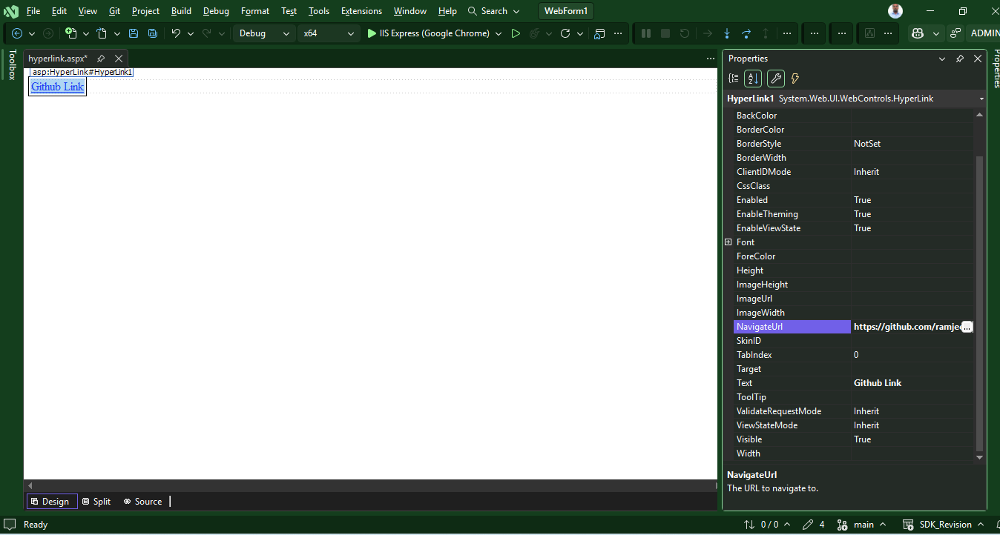 File Edit View Git Project Build Debug Format Test Tools Extensions Window Help Search WebForm1
Debug x64 IIS Express (Google Chrome) ADMIN
Toolbox
hyperlink.aspx*
asp:HyperLink#HyperLink1
Github Link
Properties
HyperLink1 System.Web.UI.WebControls.HyperLink
BackColor
BorderColor
BorderStyle NotSet
BorderWidth
ClientIDMode Inherit
CssClass
Enabled True
EnableTheming True
EnableViewState True
Font
ForeColor
Height
ImageHeight
ImageUrl
ImageWidth
NavigateUrl https://github.com/ramjee
SkinID
TabIndex 0
Target
Text Github Link
ToolTip
ValidateRequestMode Inherit
ViewStateMode Inherit
Visible True
Width
NavigateUrl
The URL to navigate to.
Properties
Design Split Source
Ready 0 / 0 4 main SDK_Revision